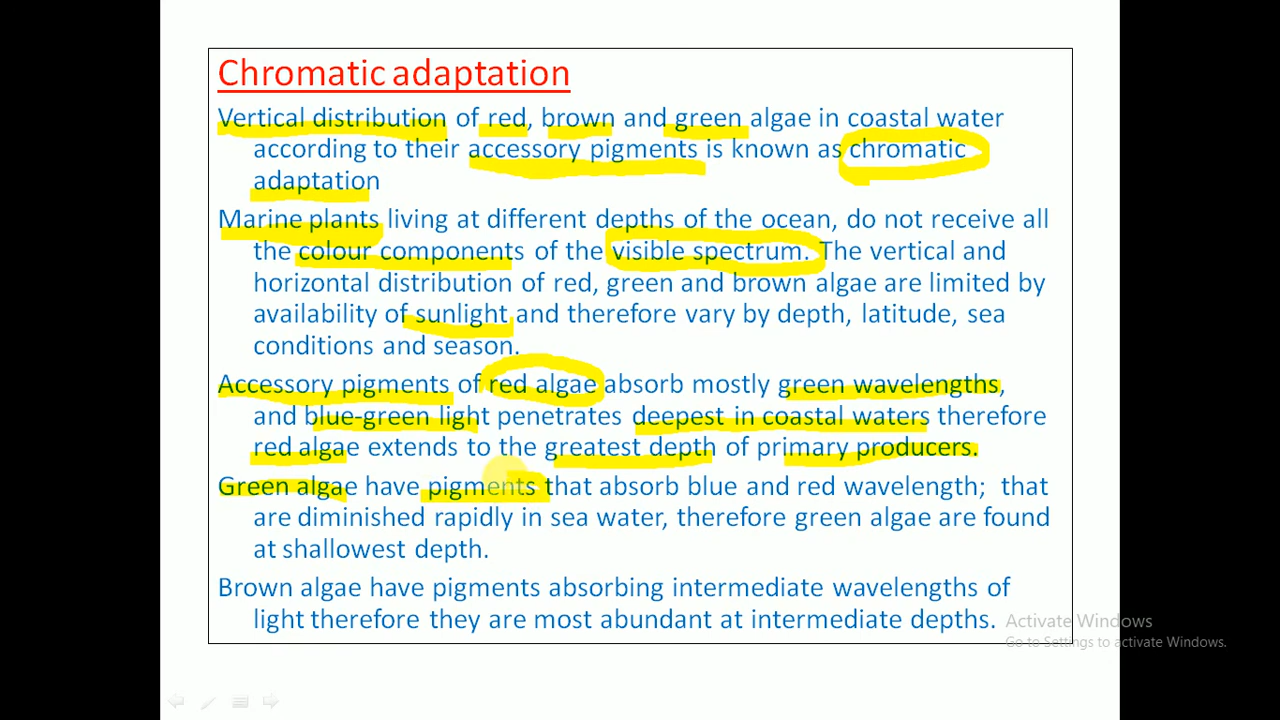 Chromatic adaptation
Vertical distribution of red, brown and green algae in coastal water
according to their accessory pigments is known as chromatic
adaptation
Marine plants living at different depths of the ocean, do not receive all
the colour components of the visible spectrum. The vertical and
horizontal distribution of red, green and brown algae are limited by
availability of sunlight and therefore vary by depth, latitude, sea
conditions and season.
Accessory pigments of red algae absorb mostly green wavelengths,
and blue-green light penetrates deepest in coastal waters therefore
red algae extends to the greatest depth of primary producers.
Green algae have pigments that absorb blue and red wavelength; that
are diminished rapidly in sea water, therefore green algae are found
at shallowest depth.
Brown algae have pigments absorbing intermediate wavelengths of
light therefore they are most abundant at intermediate depths.
Activate Windows
Go to Settings to activate Windows.